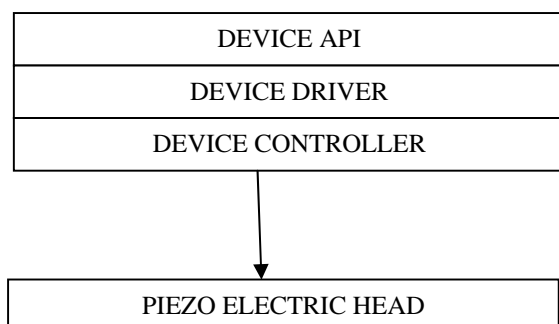 DEVICE API
DEVICE DRIVER
DEVICE CONTROLLER
PIEZO ELECTRIC HEAD